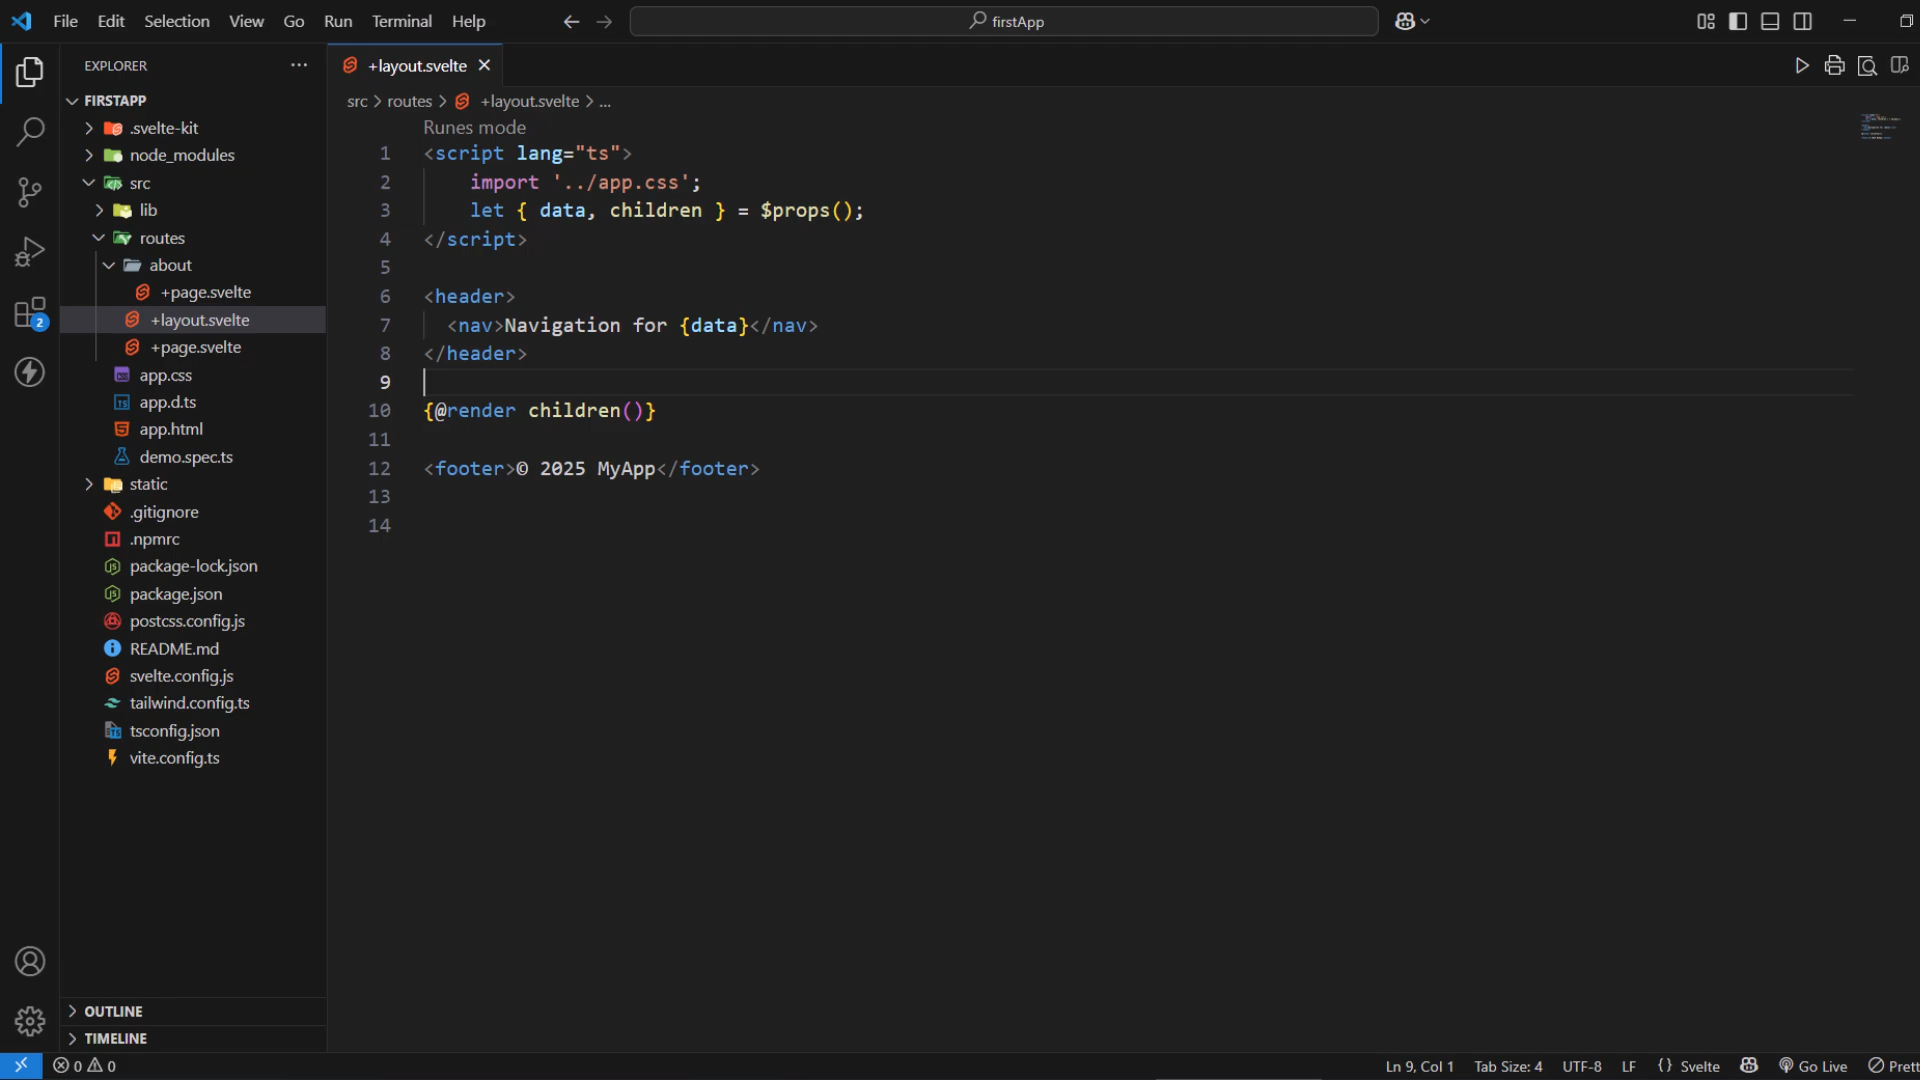 File Edit Selection View Go Run Terminal Help
firstApp
EXPLORER
FIRSTAPP
.svelte-kit
node_modules
src
lib
routes
about
+page.svelte
+layout.svelte
+page.svelte
app.css
app.d.ts
app.html
demo.spec.ts
static
.gitignore
.npmrc
package-lock.json
package.json
postcss.config.js
README.md
svelte.config.js
tailwind.config.ts
tsconfig.json
vite.config.ts
OUTLINE
TIMELINE
2
+layout.svelte
src > routes > +layout.svelte > ...
Runes mode
1 <script lang="ts">
2 import '../app.css';
3 let { data, children } = $props();
4 </script>
5
6 <header>
7 <nav>Navigation for {data}</nav>
8 </header>
9
10 {@render children()}
11
12 <footer>© 2025 MyApp</footer>
13
14
0 0 Ln 9, Col 1 Tab Size: 4 UTF-8 LF {} Svelte Go Live Prett